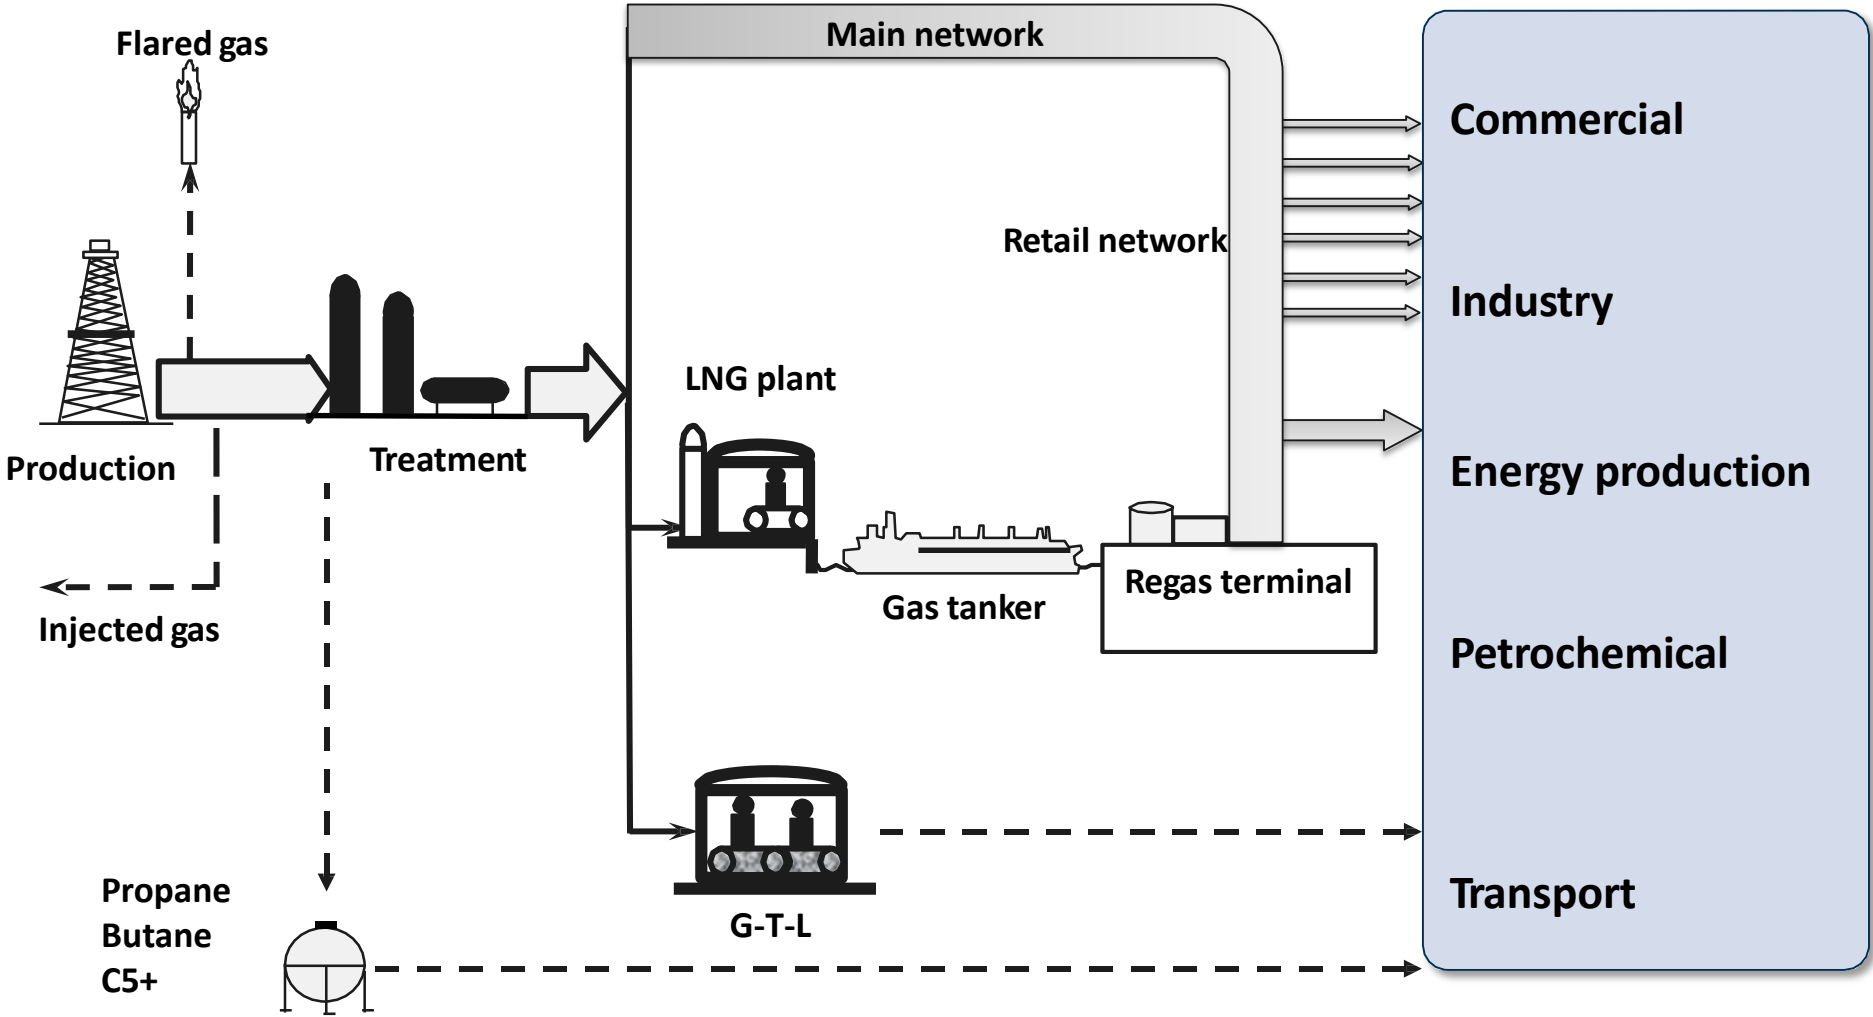 Main network
Flared gas
Commercial
Retail network
Industry
LNG plant
Treatment
Production
Energy production
Regas terminal
Gas tanker
Injected gas
Petrochemical
Propane
Butane
C5+
G-T-L
Transport